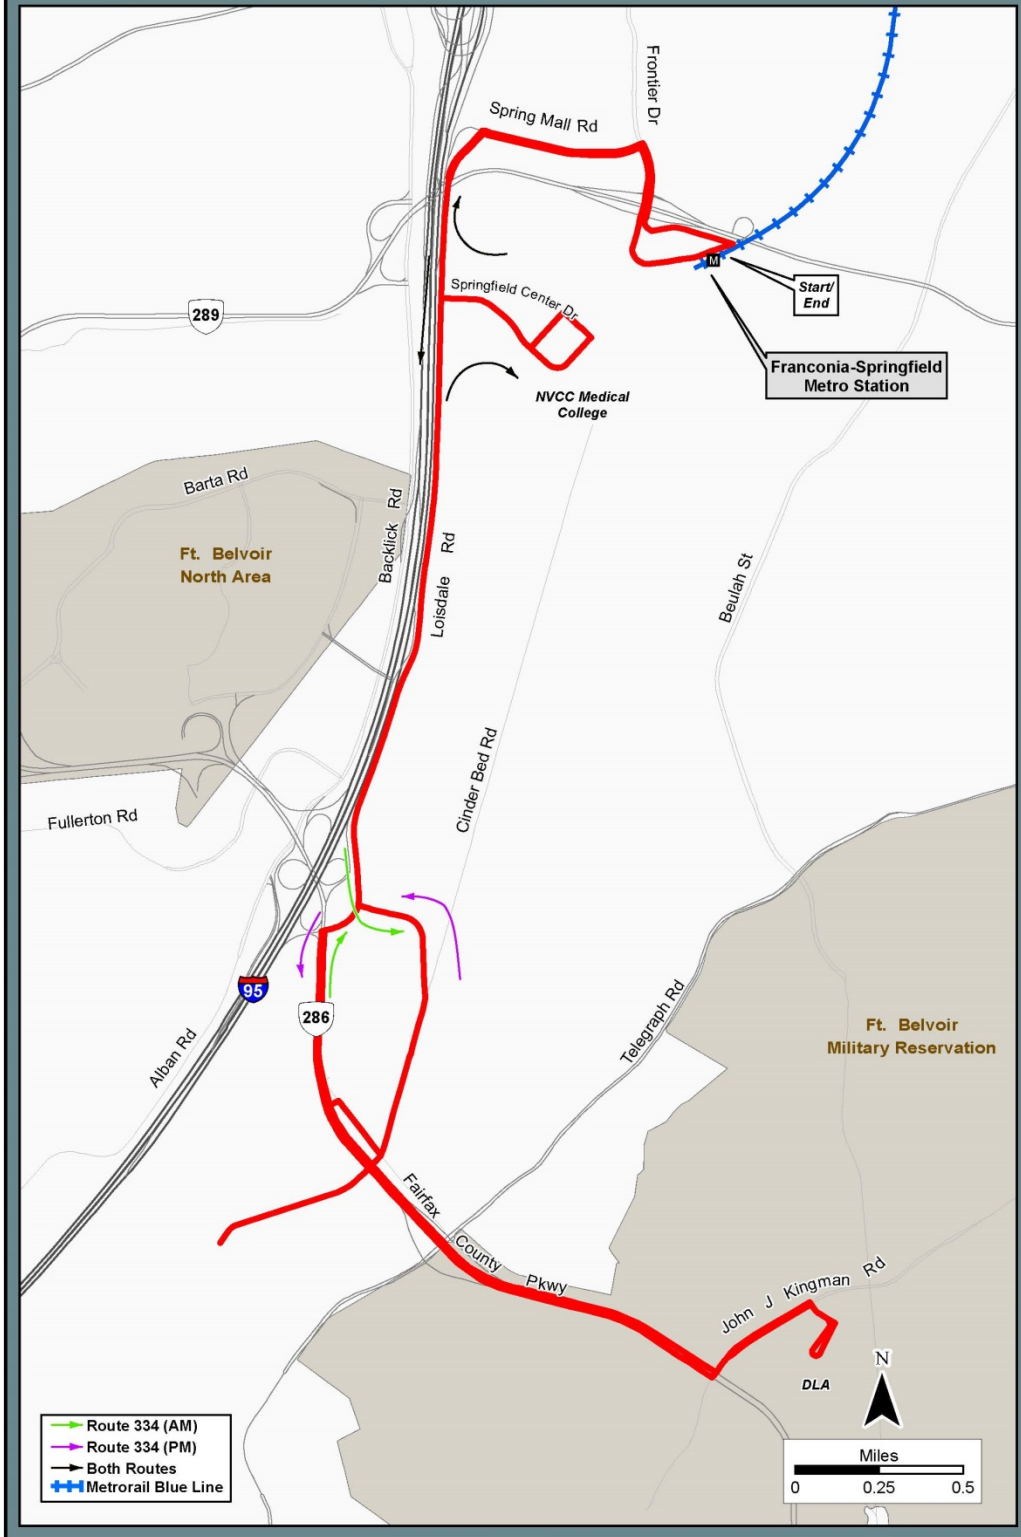 Frontier Dr
Spring Mall Rd
M
Start/
End
Springfield Center Dr
289
Franconia-Springfield
Metro Station
NVCC Medical
College
Barta Rd
Backlick Rd
Ft. Belvoir
North Area
Loisdale Rd
Beulah St
Cinder Bed Rd
Fullerton Rd
95
286
Telegraph Rd
Alban Rd
Ft. Belvoir
Military Reservation
Fairfax County Pkwy
John J Kingman Rd
DLA
N
Route 334 (AM)
Route 334 (PM)
Both Routes
Metrorail Blue Line
Miles
0 0.25 0.5